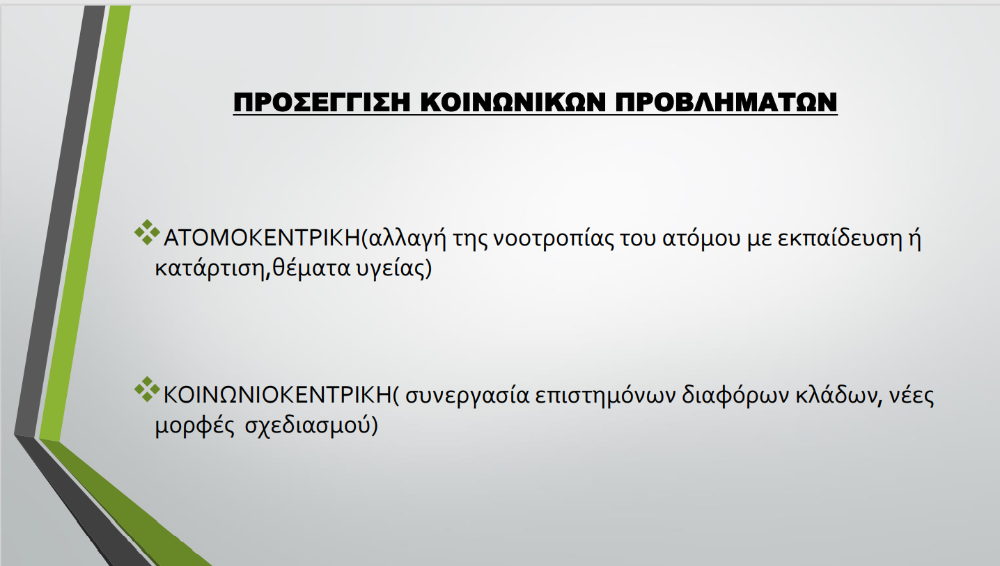 ΠΡΟΣΕΓΓΙΣΗ ΚΟΙΝΩΝΙΚΩΝ ΠΡΟΒΛΗΜΑΤΩΝ
ΑΤΟΜΟΚΕΝΤΡΙΚΗ(αλλαγή της νοοτροπίας του ατόμου με εκπαίδευση ή
κατάρτιση,θέματα υγείας)
ΚΟΙΝΩΝΙΟΚΕΝΤΡΙΚΗ( συνεργασία επιστημόνων διαφόρων κλάδων, νέες
μορφές  σχεδιασμού)